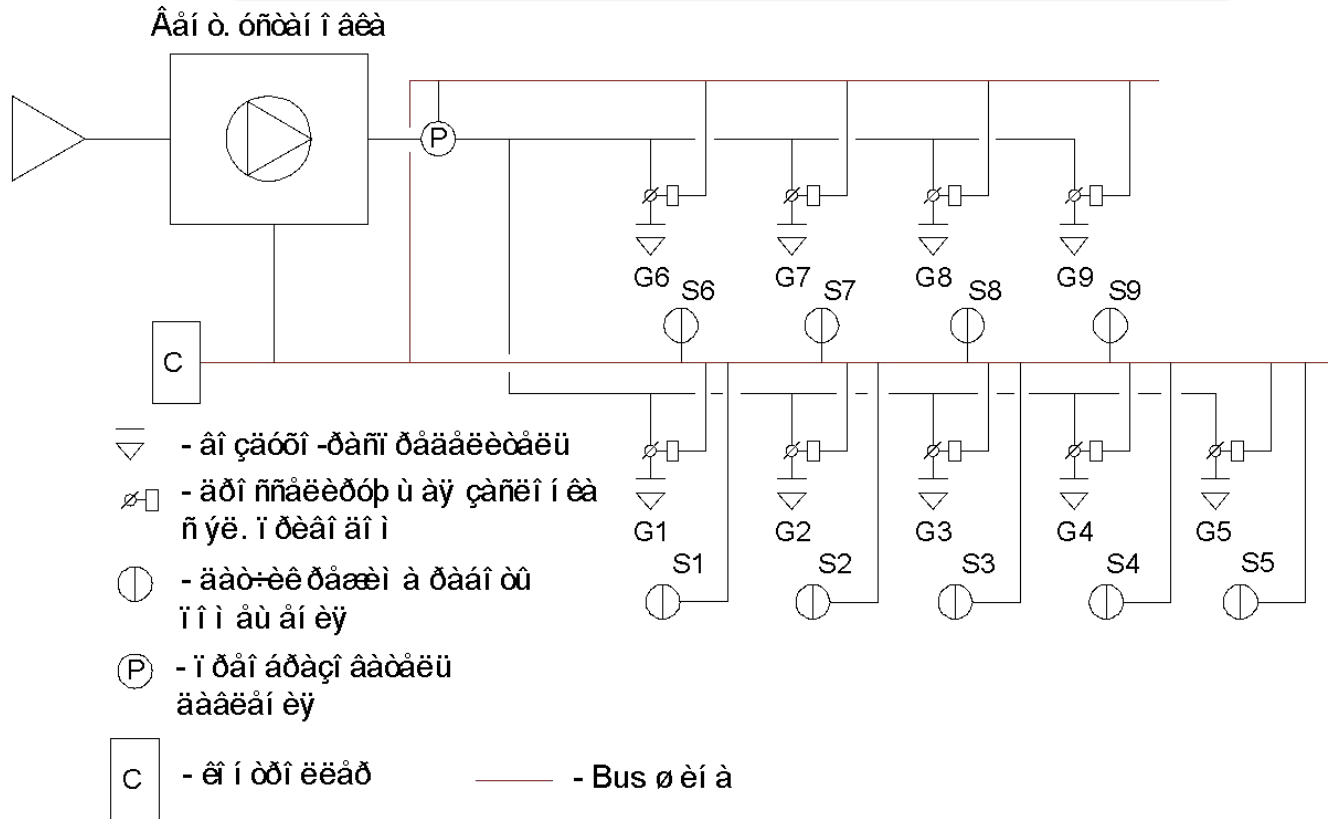 Âåí ò. óñòàí î âêà
P
G6 G7 G8 G9
S6 S7 S8 S9
C
- âî çäóõî -ðàñï ðåäåëèòåëü
- äðî ññåëèðóþ ù àÿ çàñëî í êà
ñ ýë. ï ðèâî äî ì
G1 G2 G3 G4 G5
S1 S2 S3 S4 S5
- äàò÷èê ðåæèì à ðàáî òû
ï î ì åù åí èÿ
P - ï ðåî áðàçî âàòåëü
äàâëåí èÿ
C - êî í òðî ëëåð
- Bus ø èí à